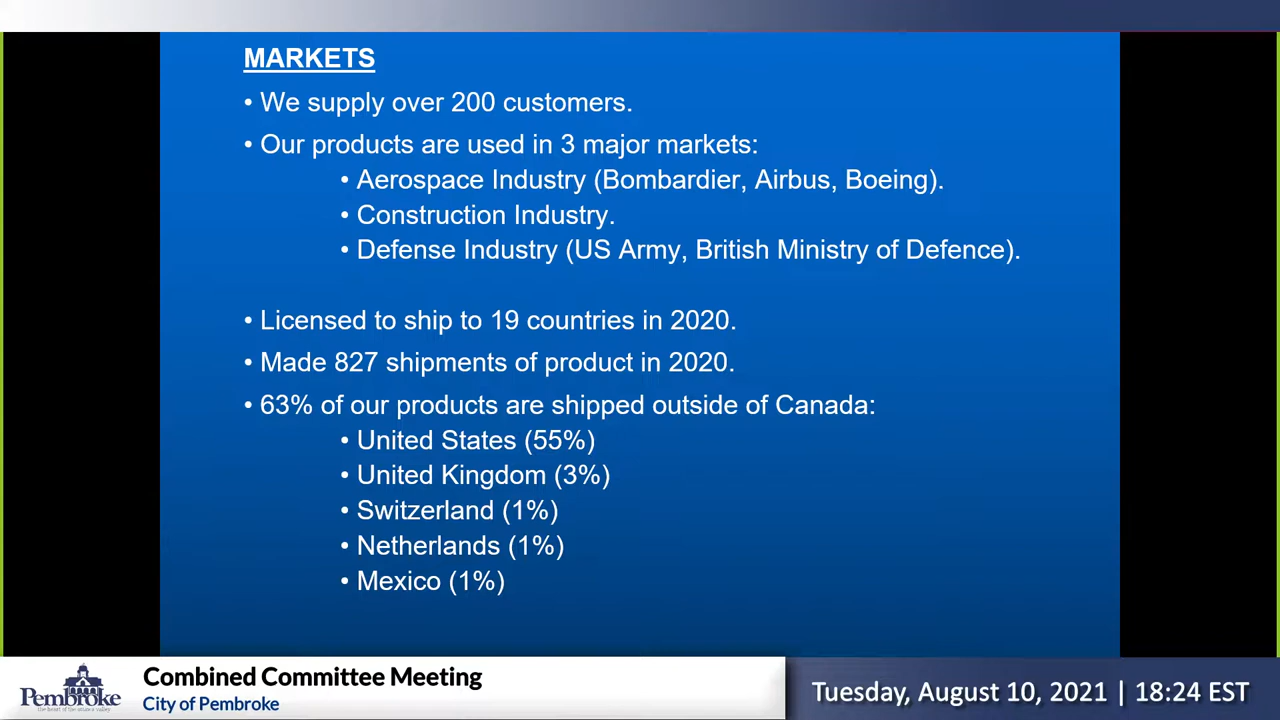 MARKETS
• We supply over 200 customers.
• Our products are used in 3 major markets:
• Aerospace Industry (Bombardier, Airbus, Boeing).
• Construction Industry.
• Defense Industry (US Army, British Ministry of Defence).
• Licensed to ship to 19 countries in 2020.
• Made 827 shipments of product in 2020.
• 63% of our products are shipped outside of Canada:
• United States (55%)
• United Kingdom (3%)
• Switzerland (1%)
• Netherlands (1%)
• Mexico (1%)
Pembroke
Combined Committee Meeting
City of Pembroke
Tuesday, August 10, 2021 | 18:24 EST